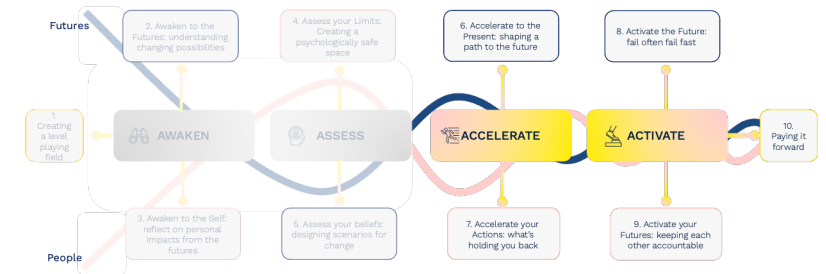 Futures
2. Awaken to the
Futures: understanding
changing possibilities
4. Assess your Limits:
Creating a
psychologically safe
space
6. Accelerate to the
Present: shaping a
path to the future
8. Activate the Future:
fail often fail fast
1.
Creating
a level
playing
field
AWAKEN
ASSESS
ACCELERATE
ACTIVATE
10.
Paying it
forward
3. Awaken to the Self:
reflect on personal
impacts from the
futures
5. Assess your beliefs:
designing scenarios for
change
7. Accelerate your
Actions: what's
holding you back
9. Activate your
Futures: keeping each
other accountable
People